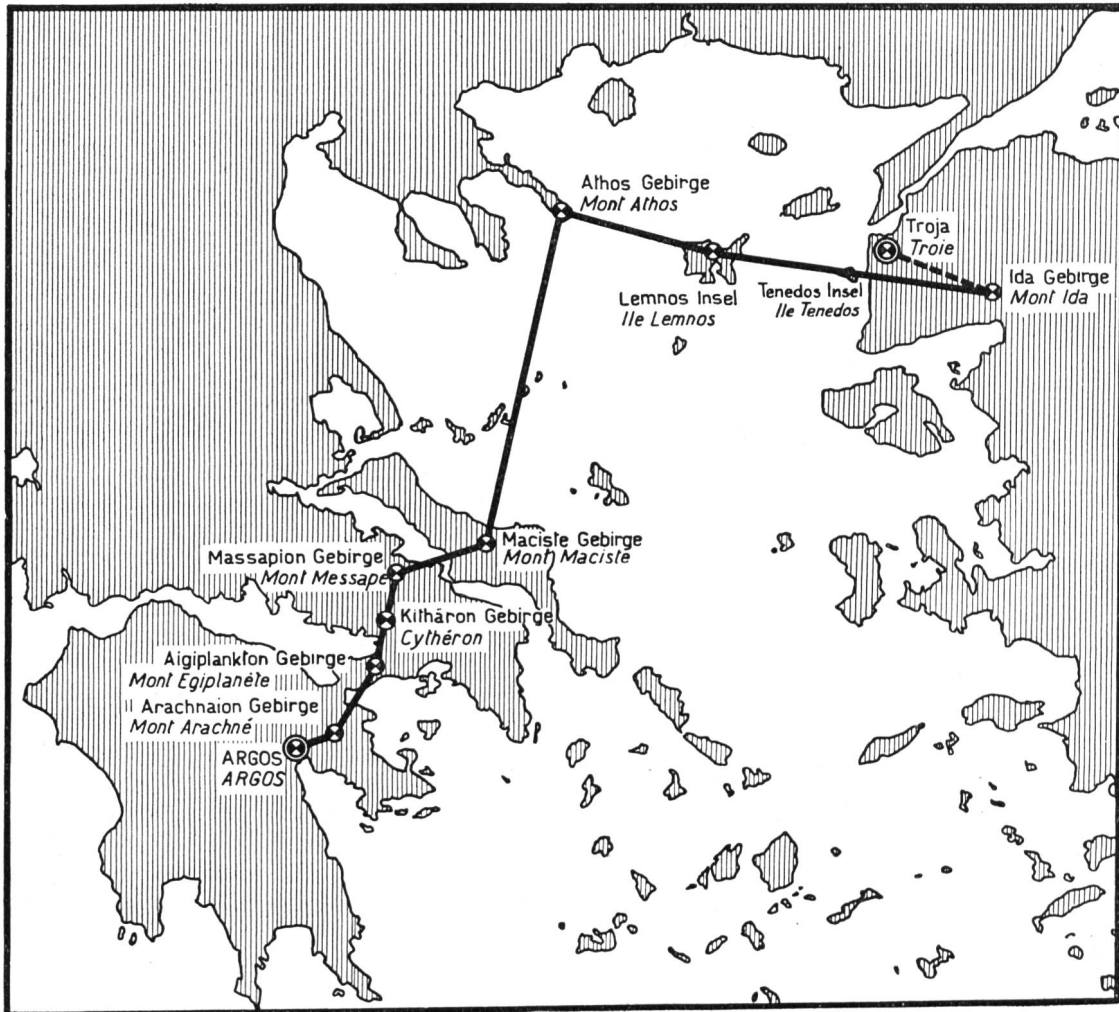 Athos Gebirge
Mont Athos
Troja
Troie
Ida Gebirge
Mont Ida
Lemnos Insel
Ile Lemnos
Tenedos Insel
Ile Tenedos
Maciste Gebirge
Mont Maciste
Massapion Gebirge
Mont Messape
Kithäron Gebirge
Cythéron
Aigiplankton Gebirge
Mont Egiplanéte
Arachnaion Gebirge
Mont Arachné
ARGOS
ARGOS